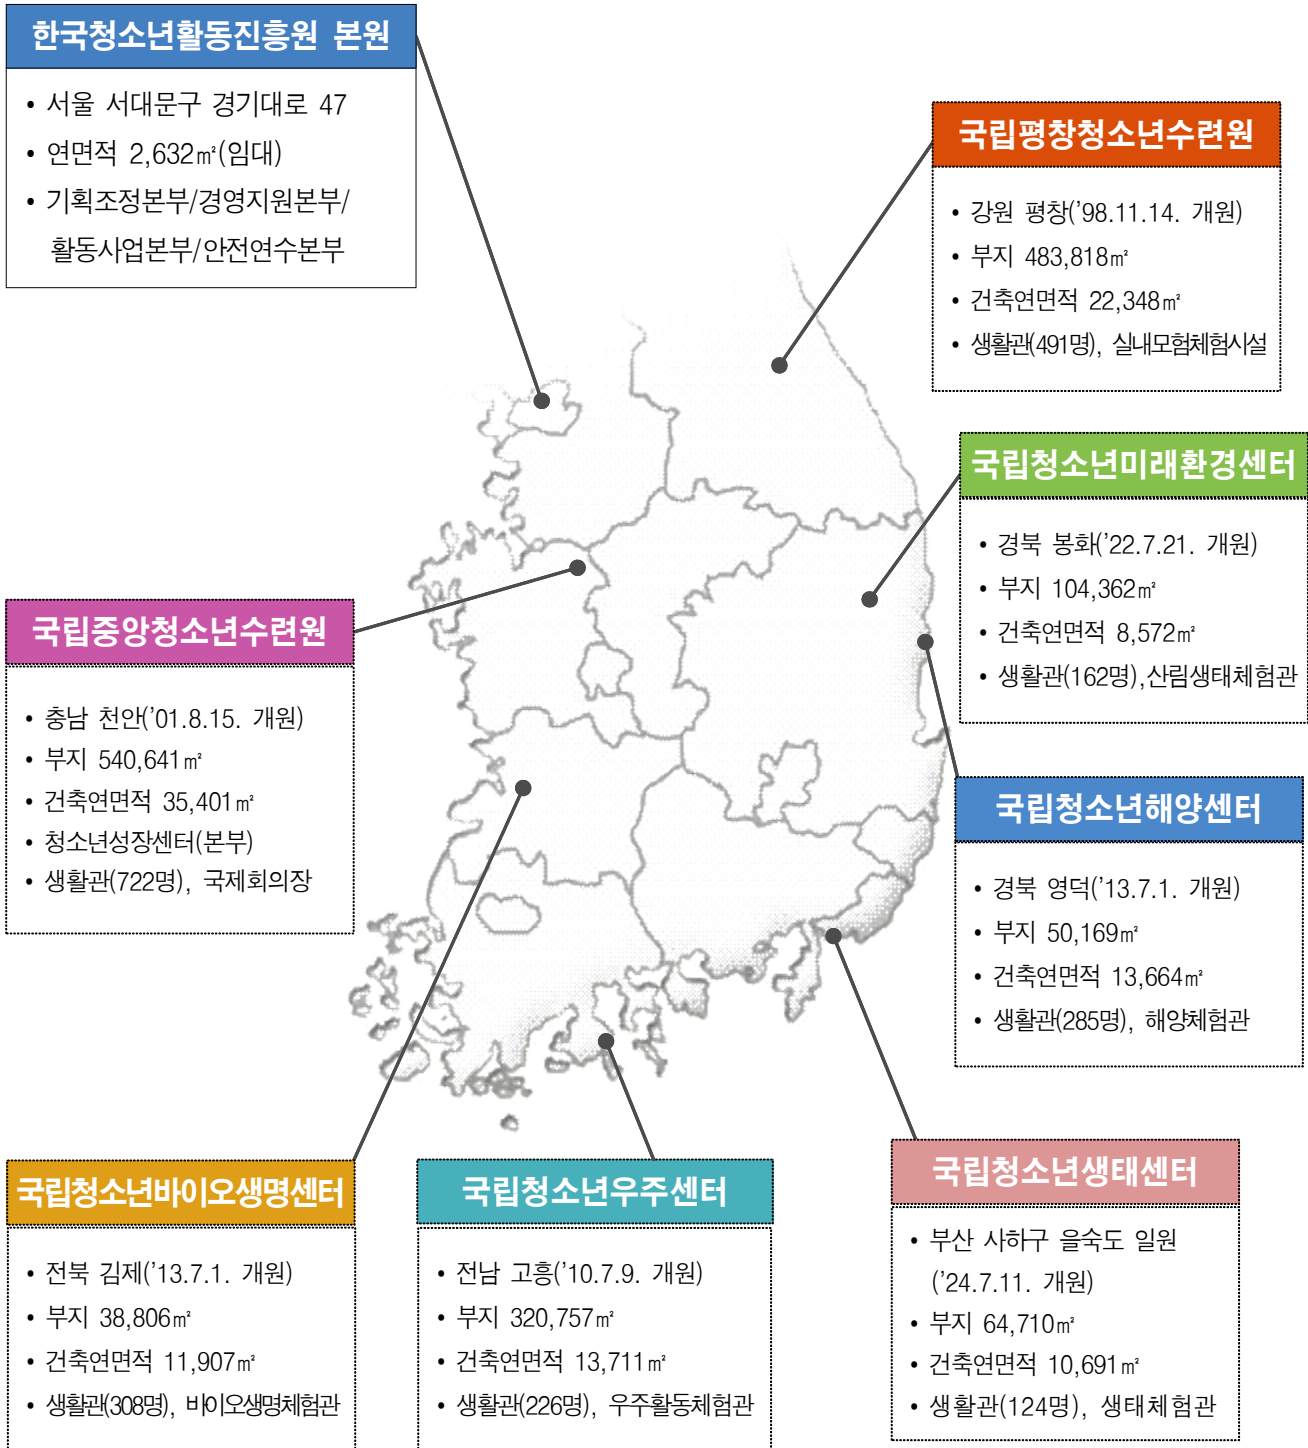 한국청소년활동진흥원 본원
• 서울 서대문구 경기대로 47
• 연면적 2,632㎡(임대)
• 기획조정본부/경영지원본부/
활동사업본부/안전연수본부
국립평창청소년수련원
• 강원 평창('98.11.14. 개원)
• 부지 483,818㎡
• 건축연면적 22,348㎡
• 생활관(491명), 실내모험체험시설
국립청소년미래환경센터
• 경북 봉화('22.7.21. 개원)
• 부지 104,362㎡
• 건축연면적 8,572㎡
• 생활관(162명),산림생태체험관
국립중앙청소년수련원
• 충남 천안('01.8.15. 개원)
• 부지 540,641㎡
• 건축연면적 35,401㎡
• 청소년성장센터(본부)
• 생활관(722명), 국제회의장
국립청소년해양센터
• 경북 영덕('13.7.1. 개원)
• 부지 50,169㎡
• 건축연면적 13,664㎡
• 생활관(285명), 해양체험관
국립청소년바이오생명센터
• 전북 김제('13.7.1. 개원)
• 부지 38,806㎡
• 건축연면적 11,907㎡
• 생활관(308명), 바이오생명체험관
국립청소년우주센터
• 전남 고흥('10.7.9. 개원)
• 부지 320,757㎡
• 건축연면적 13,711㎡
• 생활관(226명), 우주활동체험관
국립청소년생태센터
• 부산 사하구 을숙도 일원
('24.7.11. 개원)
• 부지 64,710㎡
• 건축연면적 10,691㎡
• 생활관(124명), 생태체험관